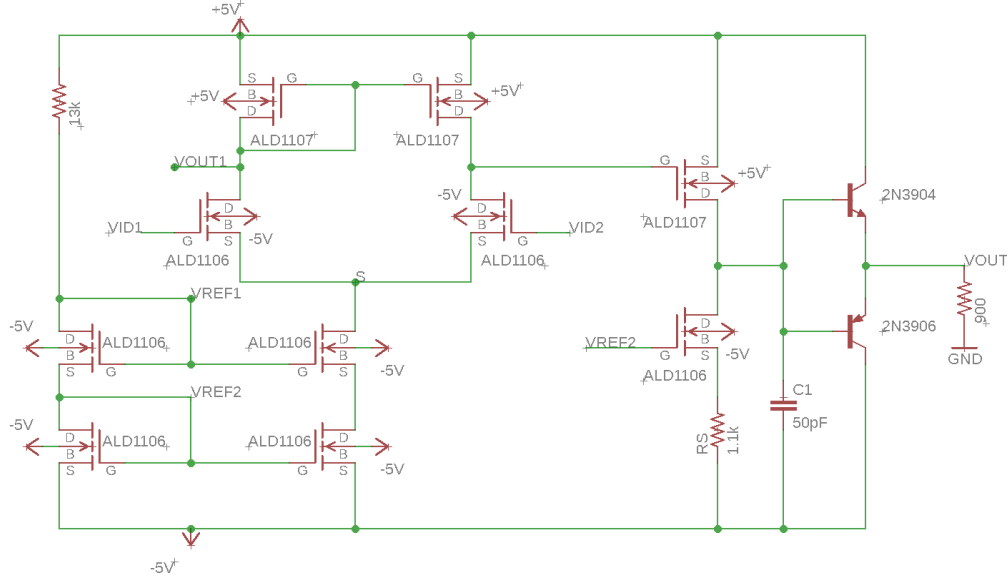 +5V
S
G
G
S
+5V
B
B
+5V
13k
D
D
ALD1107
ALD1107
VOUT1
G
S
B
+5V
D
-5V
2N3904
D
D
ALD1107
VID1
B
B
VID2
G
S
-5V
S
G
ALD1106
ALD1106
VOUT
S
VREF1
900
-5V
D
ALD1106
ALD1106
D
D
2N3906
B
B
VREF2
B
-5V
S
G
G
S
-5V
G
S
GND
ALD1106
VREF2
C1
-5V
D
ALD1106
ALD1106
D
50pF
B
B
RS
1.1k
S
G
G
S
-5V
-5V